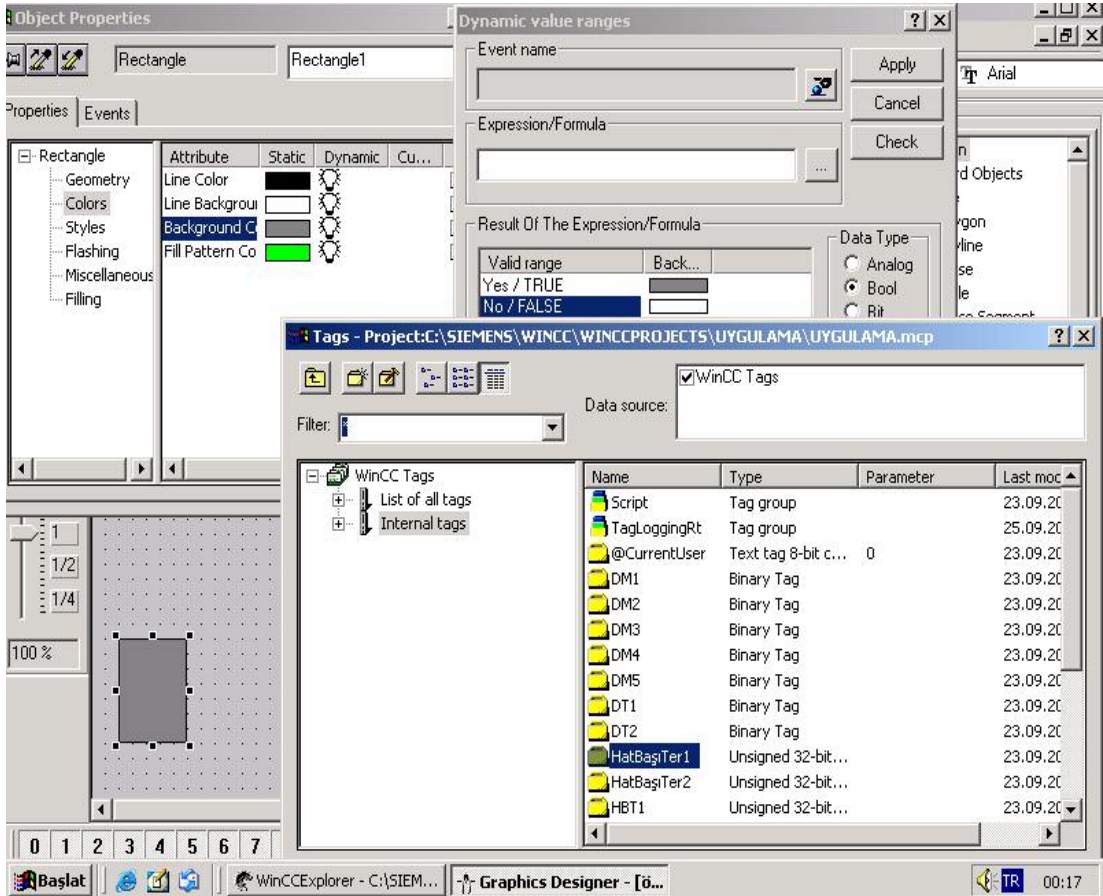 Object Properties
Rectangle
Rectangle1
Properties
Events
Rectangle
Geometry
Colors
Styles
Flashing
Miscellaneous
Filling
Attribute Static Dynamic Cu...
Line Color
Line Backgroun
Background C
Fill Pattern Co
Dynamic value ranges
Event name
Expression/Formula
...
Apply
Cancel
Check
Result Of The Expression/Formula
Valid range Back...
Yes / TRUE
No / FALSE
Data Type
Analog
Bool
Bit
Arial
n
d Objects
ygon
yline
se
le
Tags - Project:C:\SIEMENS\WINCC\WINCCPROJECTS\UYGULAMA\UYGULAMA.mcp
Filter: *
Data source:
WinCC Tags
WinCC Tags
List of all tags
Internal tags
Name Type Parameter Last moc
Script Tag group 23.09.20
TagLoggingRt Tag group 25.09.20
@CurrentUser Text tag 8-bit c... 0 23.09.20
DM1 Binary Tag 23.09.20
DM2 Binary Tag 23.09.20
DM3 Binary Tag 23.09.20
DM4 Binary Tag 23.09.20
DM5 Binary Tag 23.09.20
DT1 Binary Tag 23.09.20
DT2 Binary Tag 23.09.20
HatBaşıTer1 Unsigned 32-bit... 23.09.20
HatBaşıTer2 Unsigned 32-bit... 23.09.20
HBT1 Unsigned 32-bit... 23.09.20
1
1/2
1/4
100 %
0 1 2 3 4 5 6 7
Başlat
WinCCExplorer - C:\SIEM...
Graphics Designer - [ö...
TR 00:17